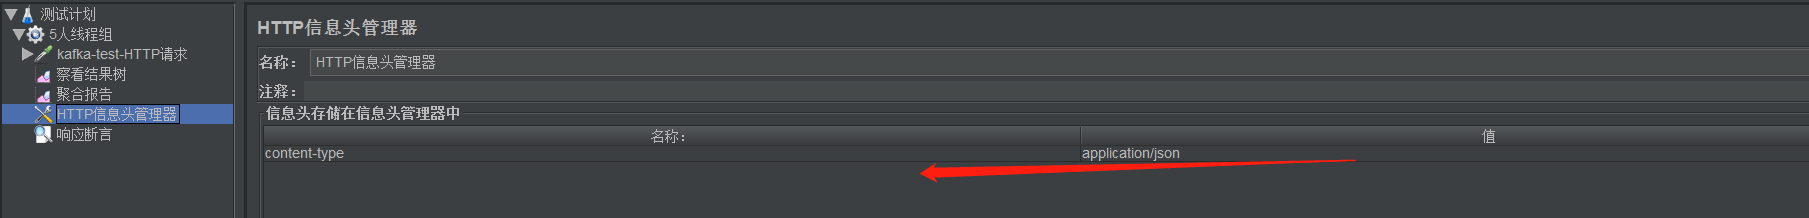 测试计划
5人线程组
kafka-test-HTTP请求
察看结果树
聚合报告
HTTP信息头管理器
响应断言
HTTP信息头管理器
名称： HTTP信息头管理器
注释：
信息头存储在信息头管理器中
名称： 值
content-type application/json